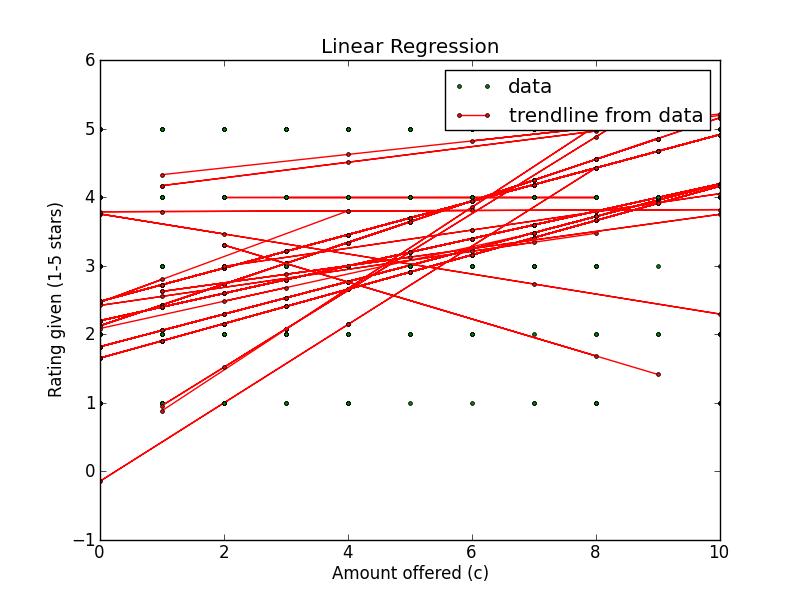 Linear Regression
data
trendline from data
Rating given (1-5 stars)
6
5
4
3
2
1
0
−1
0 2 4 6 8 10
Amount offered (c)